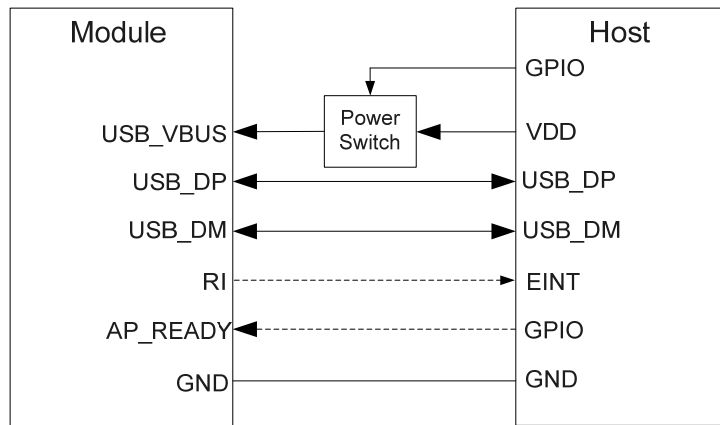 Module
Host
GPIO
Power
Switch
USB_VBUS
VDD
USB_DP
USB_DP
USB_DM
USB_DM
RI
EINT
AP_READY
GPIO
GND
GND